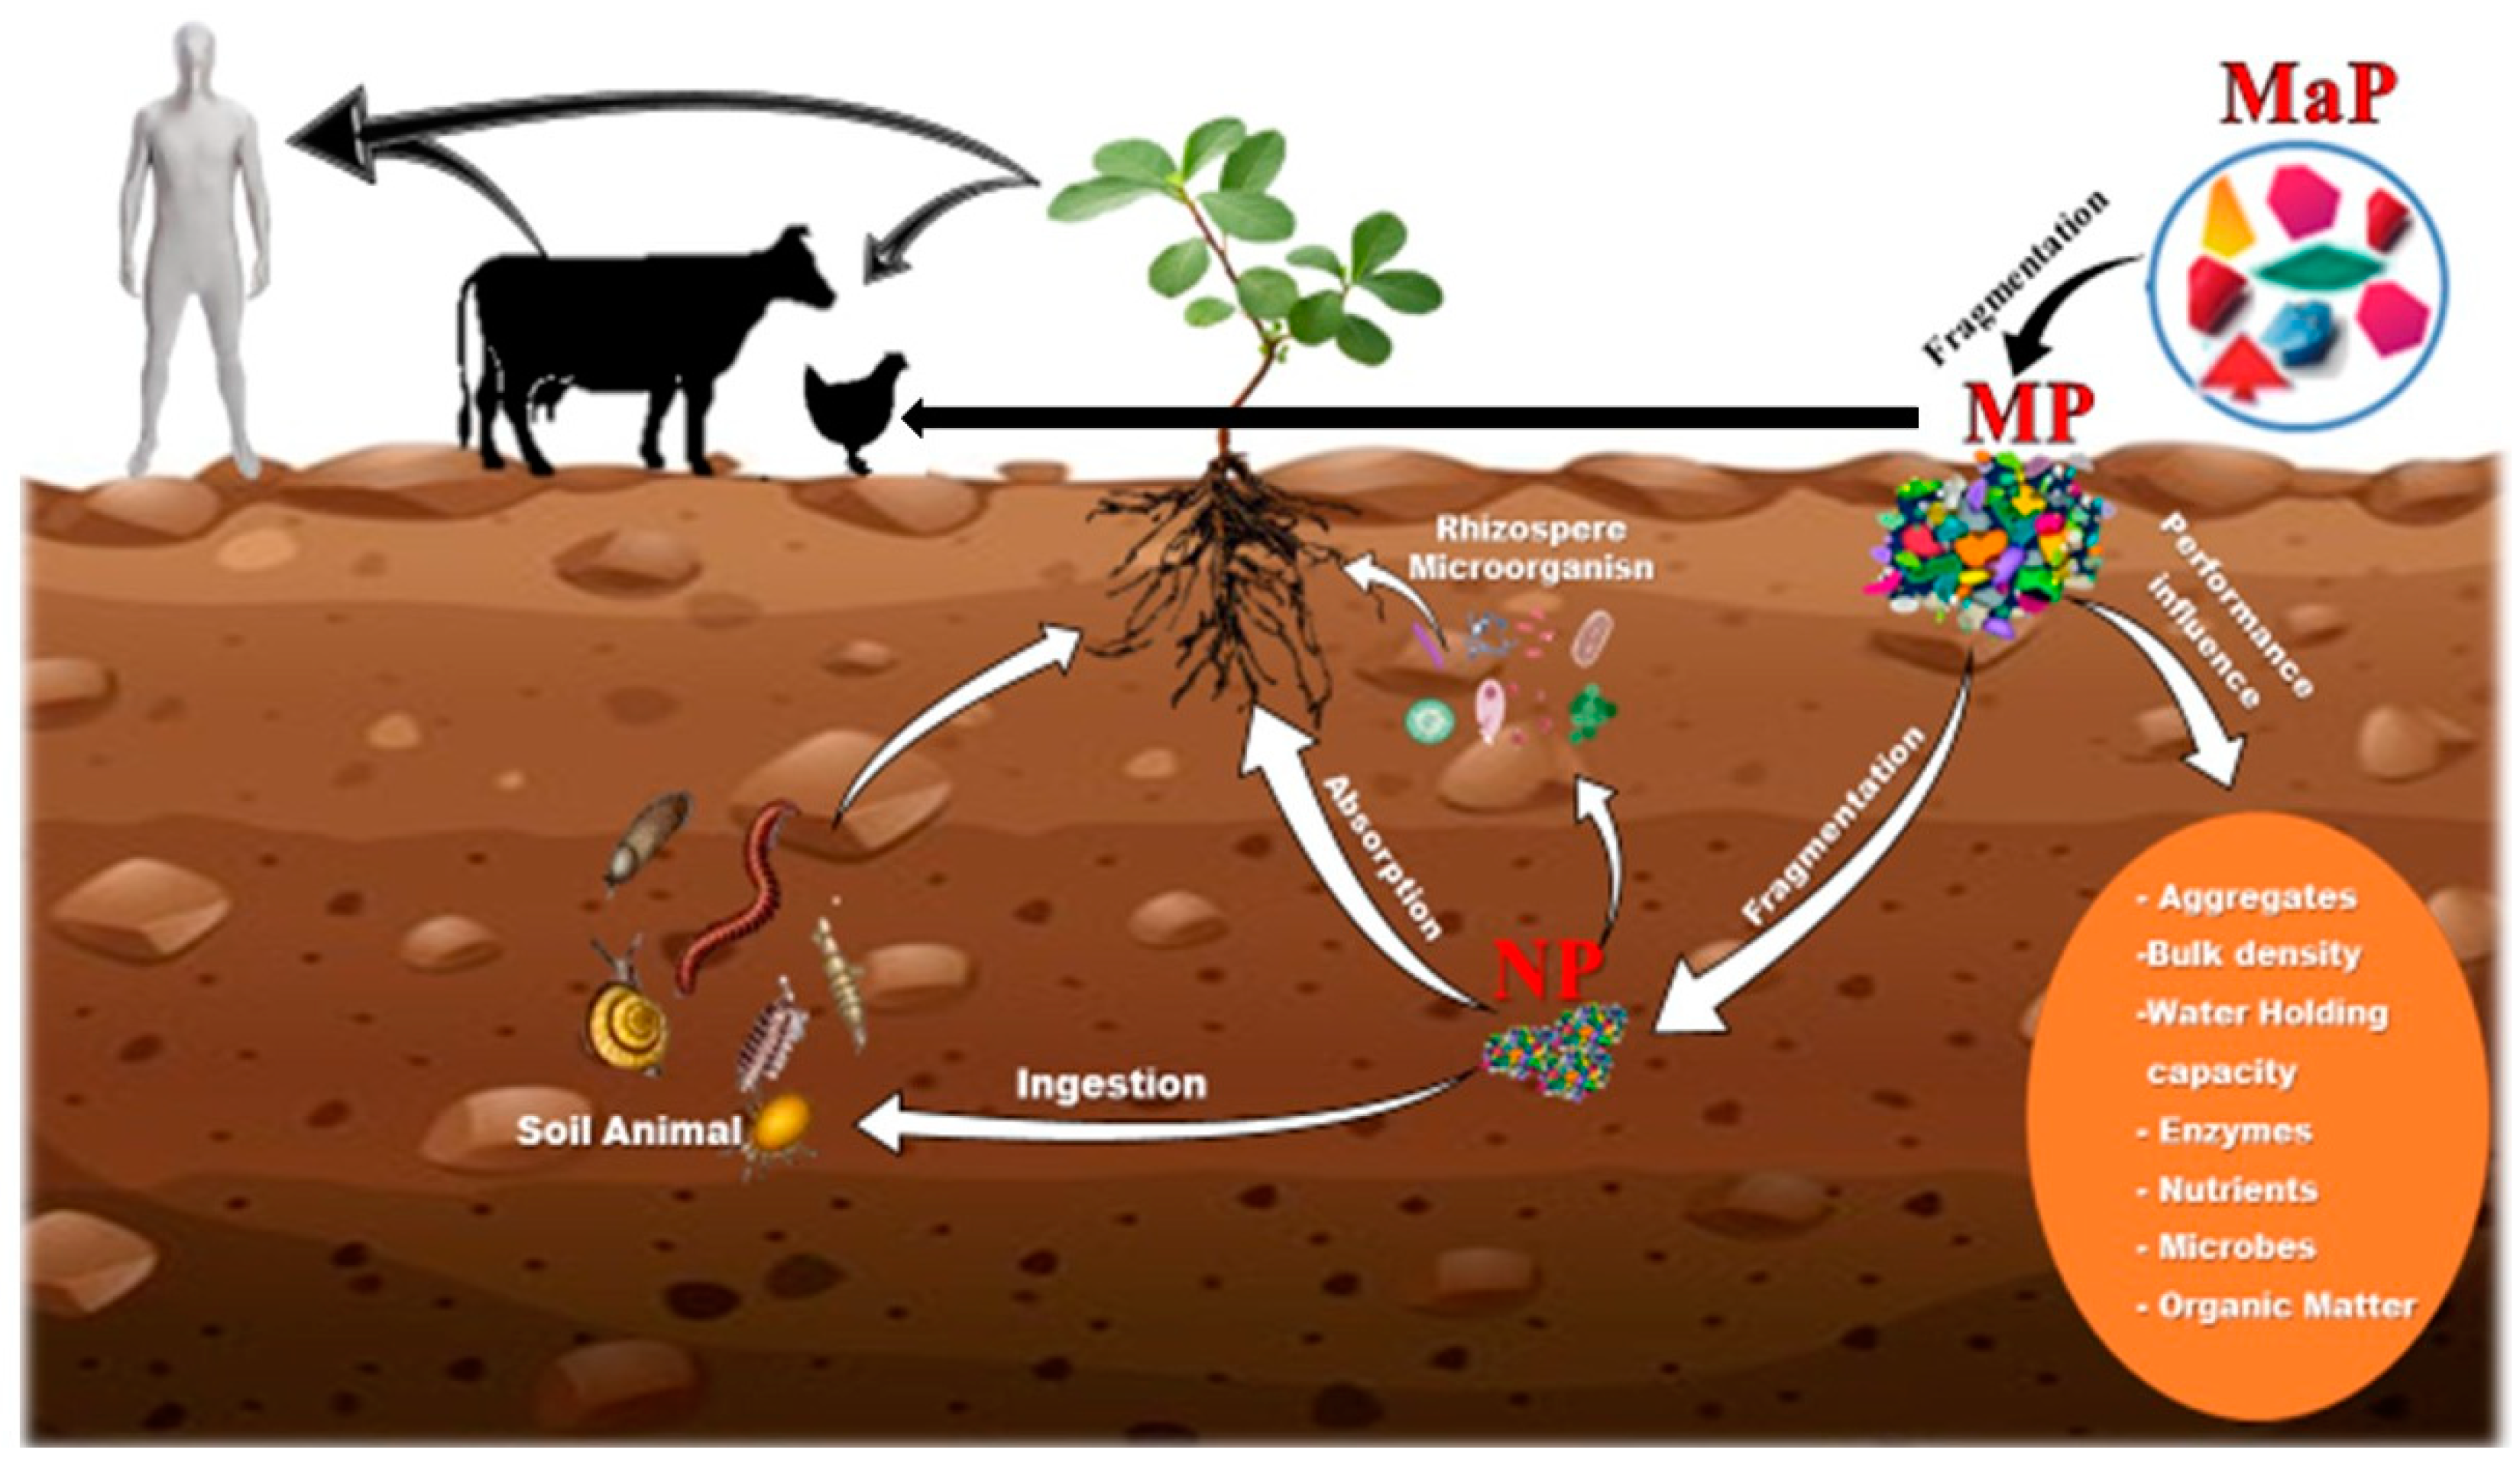 MaP
Fragmentation
MP
Rhizospere
Microorganisn
Performance
influence
Absorption
Fragmentation
NP
Ingestion
Soil Animal
- Aggregates
-Bulk density
-Water Holding
capacity
- Enzymes
- Nutrients
- Microbes
- Organic Matter